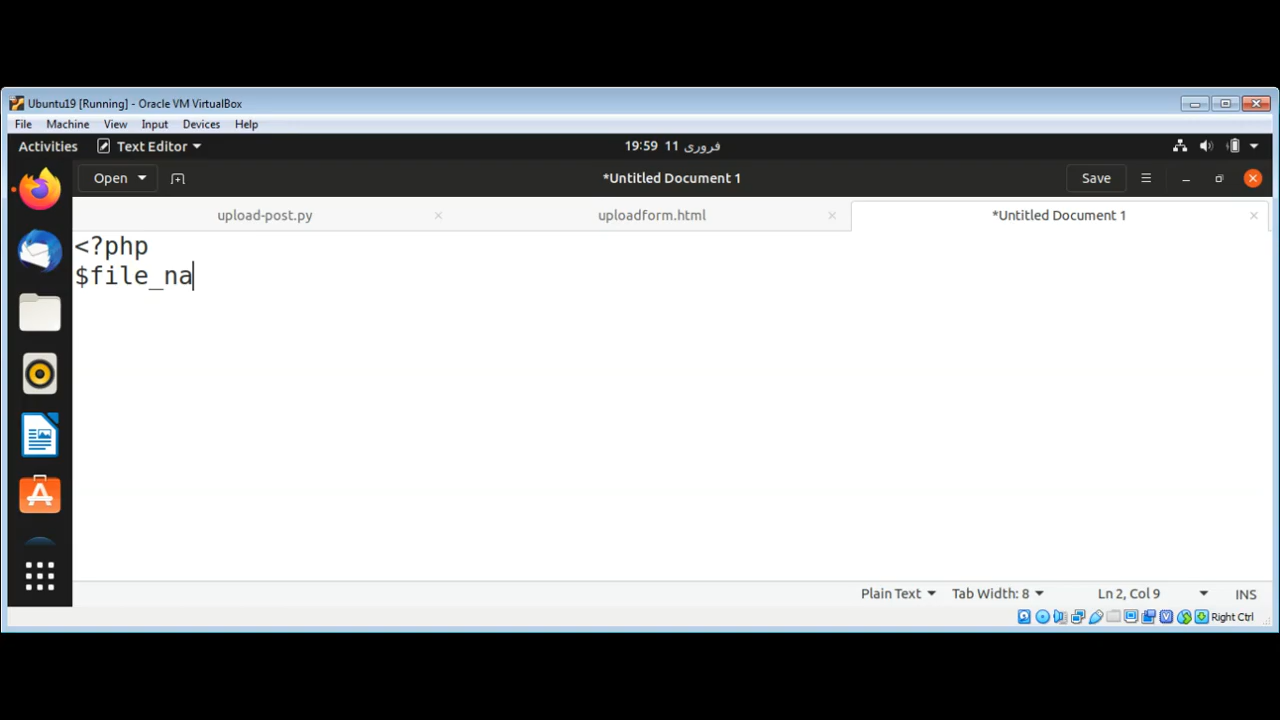 Ubuntu19 [Running] - Oracle VM VirtualBox
File Machine View Input Devices Help
Activities Text Editor 19:59 11 فروری
Open *Untitled Document 1 Save
upload-post.py uploadform.html *Untitled Document 1
<?php
$file_na
Plain Text Tab Width: 8 Ln 2, Col 9 INS
Right Ctrl